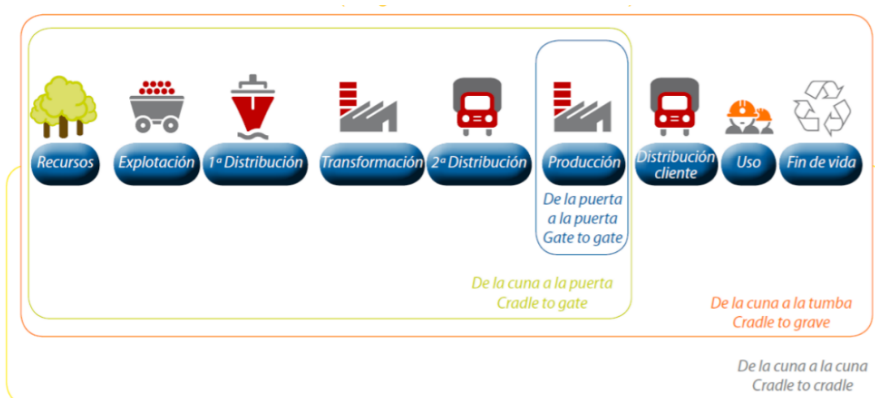 Recursos
Explotación
1ª Distribución
Transformación
2ª Distribución
Producción
Distribución
cliente
Uso
Fin de vida
De la puerta
a la puerta
Gate to gate
De la cuna a la puerta
Cradle to gate
De la cuna a la tumba
Cradle to grave
De la cuna a la cuna
Cradle to cradle